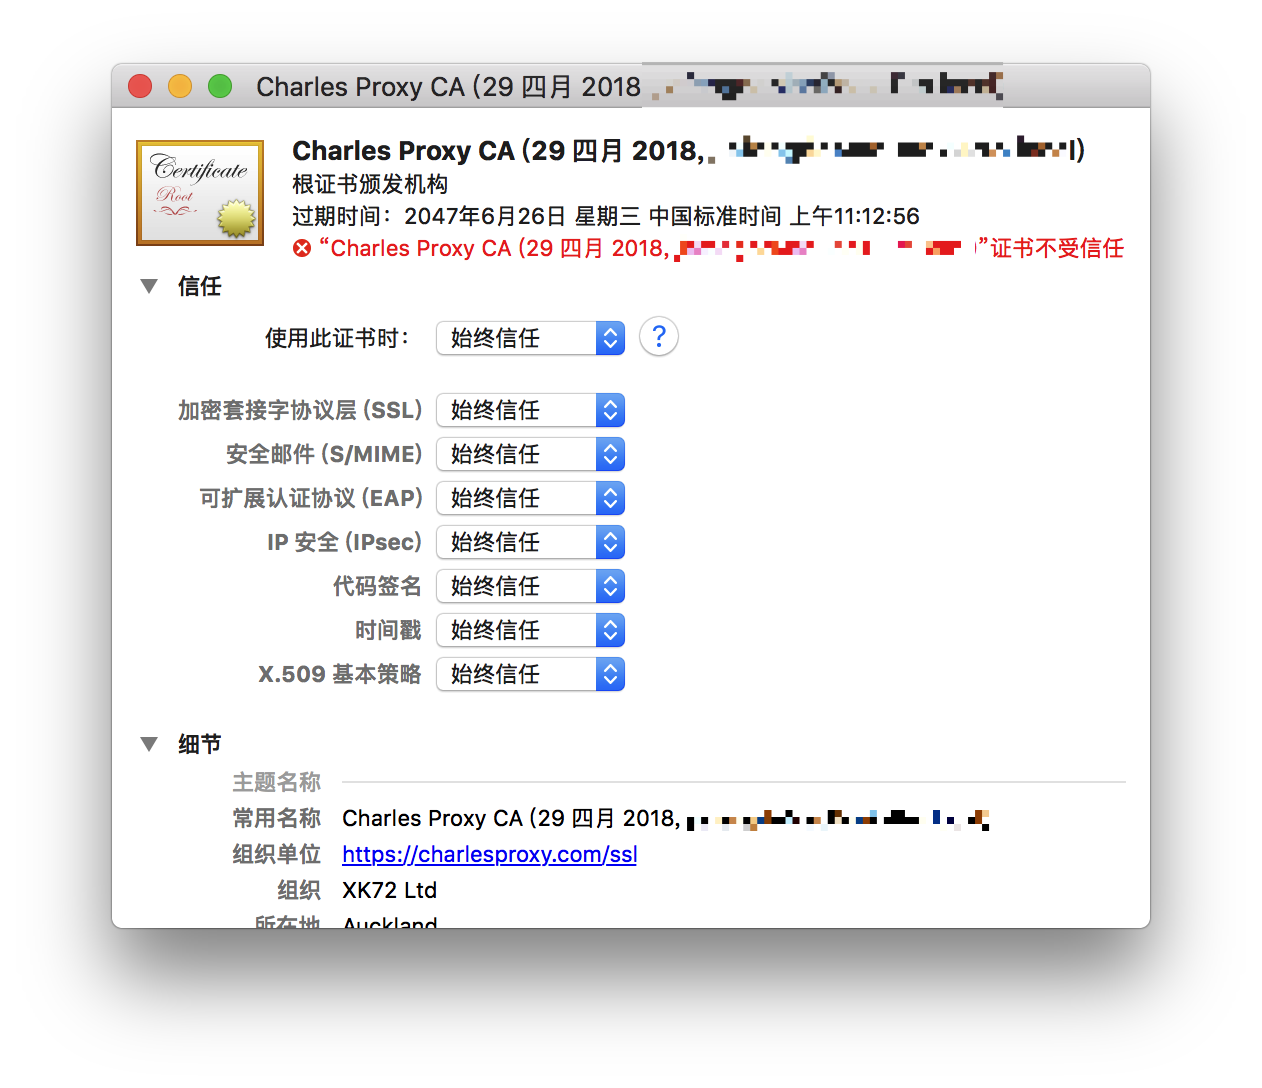 Charles Proxy CA (29 四月 2018
Certificate
Root
Charles Proxy CA (29 四月 2018, l)
根证书颁发机构
过期时间：2047年6月26日 星期三 中国标准时间 上午11:12:56
“Charles Proxy CA (29 四月 2018, )”证书不受信任
信任
使用此证书时： 始终信任 ?
加密套接字协议层 (SSL) 始终信任
安全邮件 (S/MIME) 始终信任
可扩展认证协议 (EAP) 始终信任
IP 安全 (IPsec) 始终信任
代码签名 始终信任
时间戳 始终信任
X.509 基本策略 始终信任
细节
主题名称
常用名称 Charles Proxy CA (29 四月 2018,
组织单位 https://charlesproxy.com/ssl
组织 XK72 Ltd
所在地 Auckland